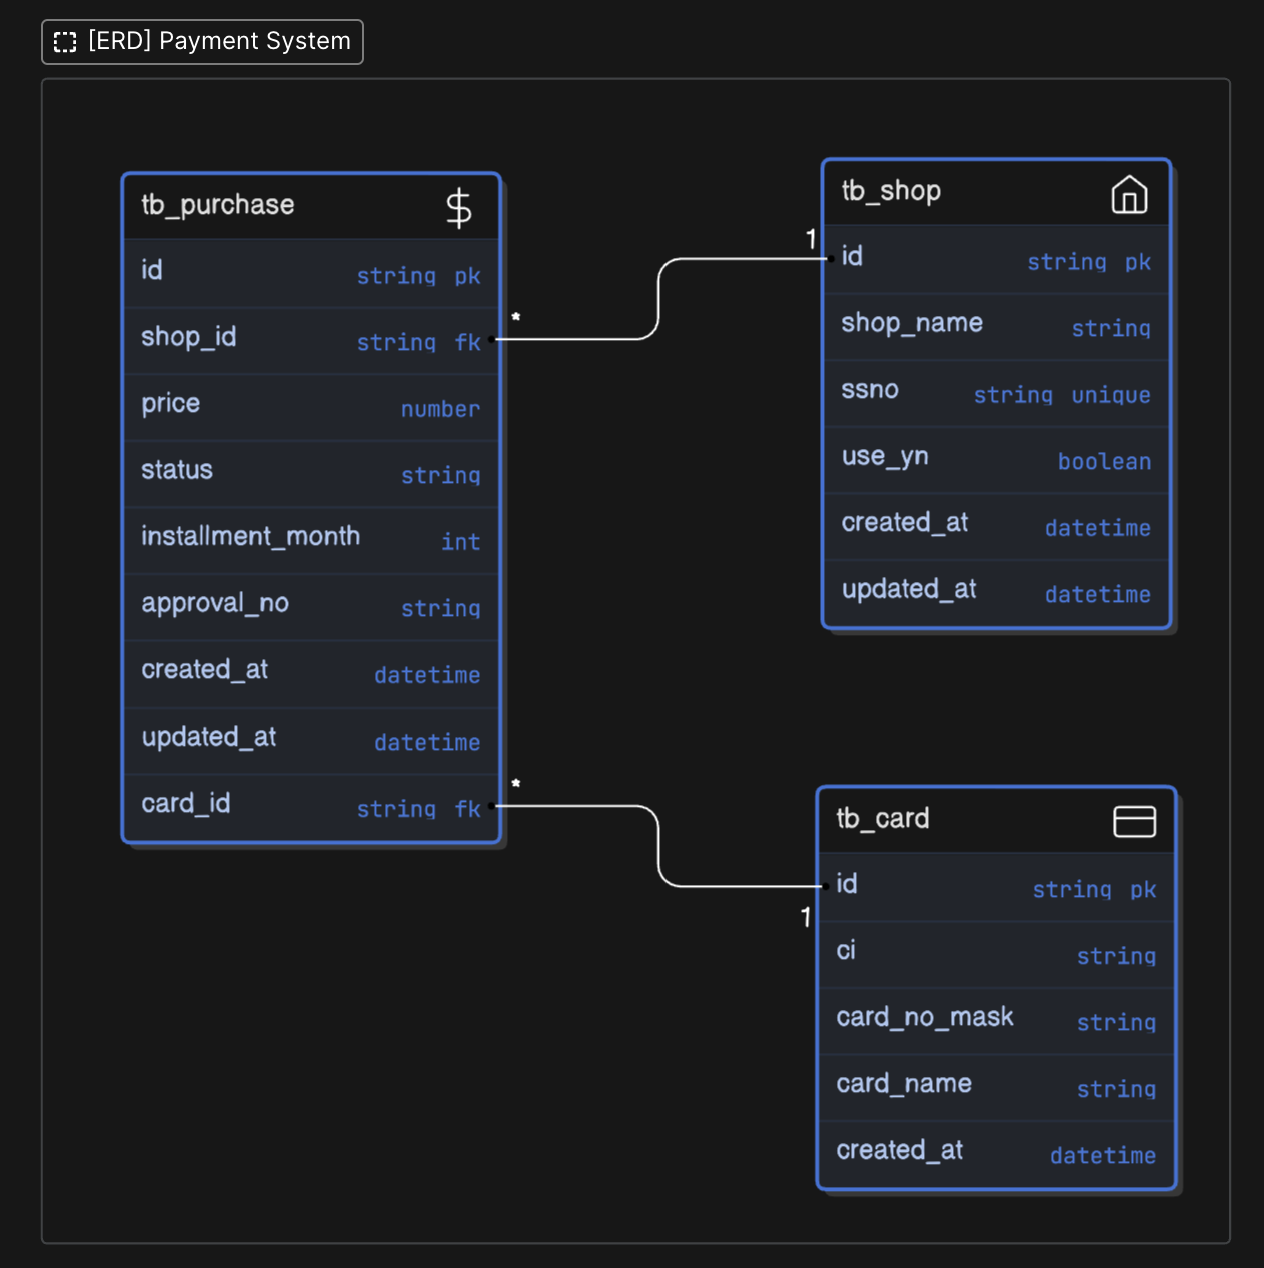 [ERD] Payment System
tb_purchase
id string pk
shop_id string fk
price number
status string
installment_month int
approval_no string
created_at datetime
updated_at datetime
card_id string fk
*
*
1
tb_shop
id string pk
shop_name string
ssno string unique
use_yn boolean
created_at datetime
updated_at datetime
1
tb_card
id string pk
ci string
card_no_mask string
card_name string
created_at datetime